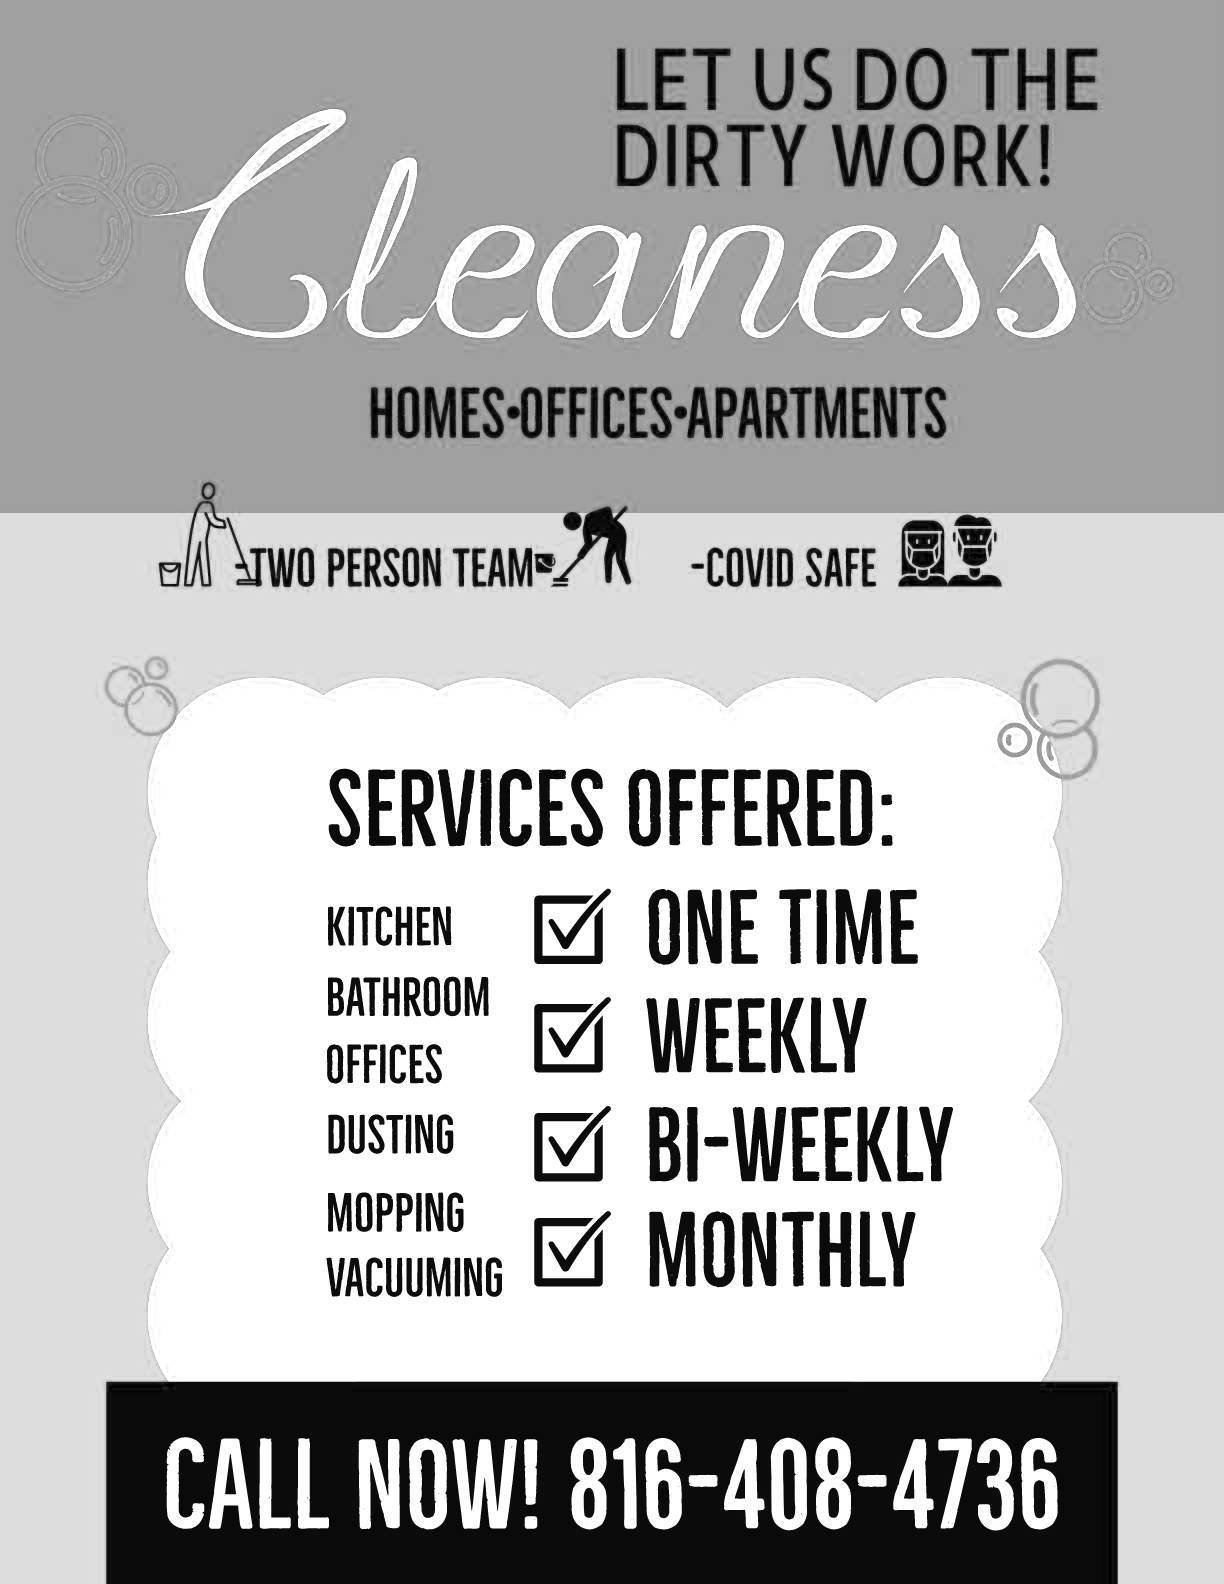 LET US DO THE
DIRTY WORK!
Cleaness
HOMES•OFFICES•APARTMENTS
-TWO PERSON TEAM
-COVID SAFE
SERVICES OFFERED:
KITCHEN
BATHROOM
OFFICES
DUSTING
MOPPING
VACUUMING
ONE TIME
WEEKLY
BI-WEEKLY
MONTHLY
CALL NOW! 816-408-4736